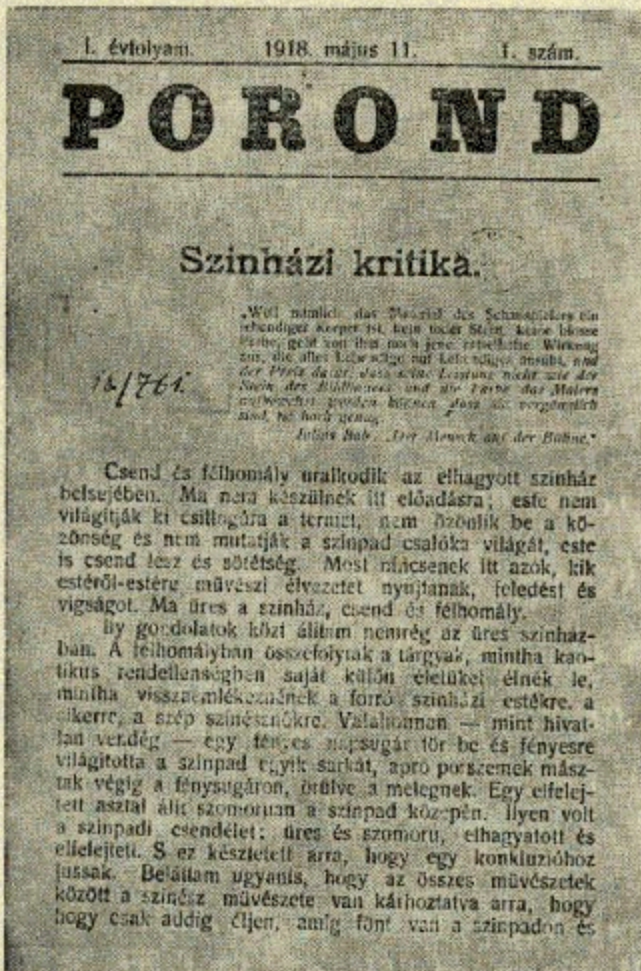 I. évfolyam. 1918. május 11. 1. szám.
POROND
Szinházi kritika.
„Weil nämlich das Material des Schauspielers ein
lebendiger Körper ist, kein toter Stein, keine blosse
Farbe, geht von ihm noch jene rätselhafte Wirkung
aus, die alles Lebendige auf Lebendiges ausübt, und
der Preis dafür, dass seine Leistung nicht wie der
Stein des Bildhauers und die Farbe des Malers
aufbewahrt werden können, dass sie vergänglich
sind, ist hoch genug.
Julius Bab: „Der Mensch auf der Bühne.“
16/761.
Csend és félhomály uralkodik az elhagyott szinház
belsejében. Ma nem készülnek itt előadásra; este nem
világitják ki csillogóra a termet, nem özönlik be a kö-
zönség és nem mutatják a szinpad csalóka világát, este
is csend lesz és sötétség. Most nincsenek itt azok, kik
estéről-estére művészi élvezetet nyujtanak, feledést és
vigságot. Ma üres a szinház, csend és félhomály.
Ily gondolatok közt álltam nemrég az üres szinház-
ban. A félhomályban összefolytak a tárgyak, mintha kao-
tikus rendellenségben saját külön életüket élnék le,
mintha visszaemlékeznének a forró szinházi estékre, a
sikerre, a szép szinésznőkre. Valahonnan — mint hivat-
lan vendég — egy fényes napsugár tör be és fényesre
világitotta a szinpad egyik sarkát, apró porszemek mász-
tak végig a fénysugáron, örülve a melegnek. Egy elfelej-
tett asztal állt szomoruan a szinpad közepén. Ilyen volt
a szinpadi csendélet: üres és szomoru, elhagyatott és
elfelejtett. S ez késztetett arra, hogy egy konkluzióhoz
jussak. Beláttam ugyanis, hogy az összes müvészetek
között a szinész müvészete van kárhoztatva arra, hogy
hogy csak addig éljen, amig fönt van a szinpadon és